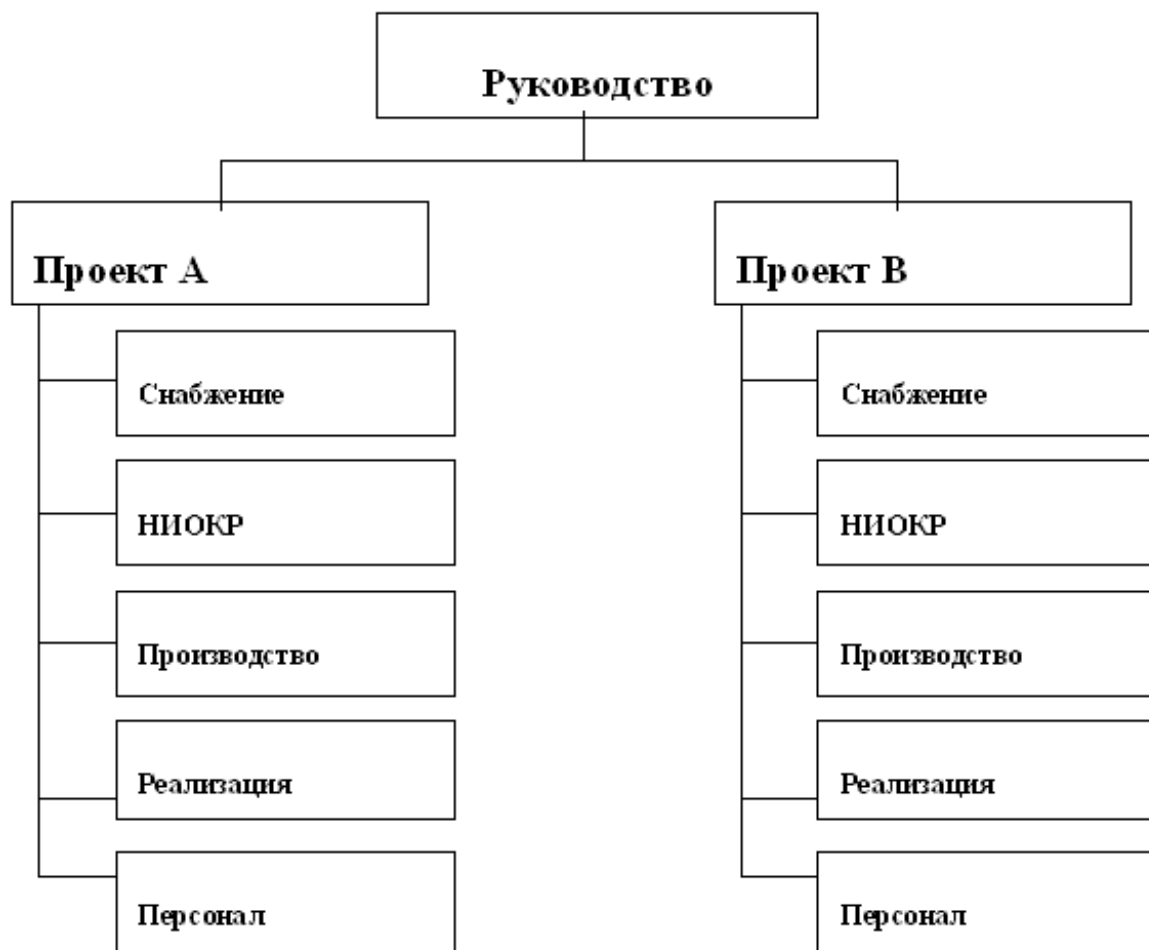 Руководство
Проект А
Проект В
Снабжение
Снабжение
НИОКР
НИОКР
Производство
Производство
Реализация
Реализация
Персонал
Персонал